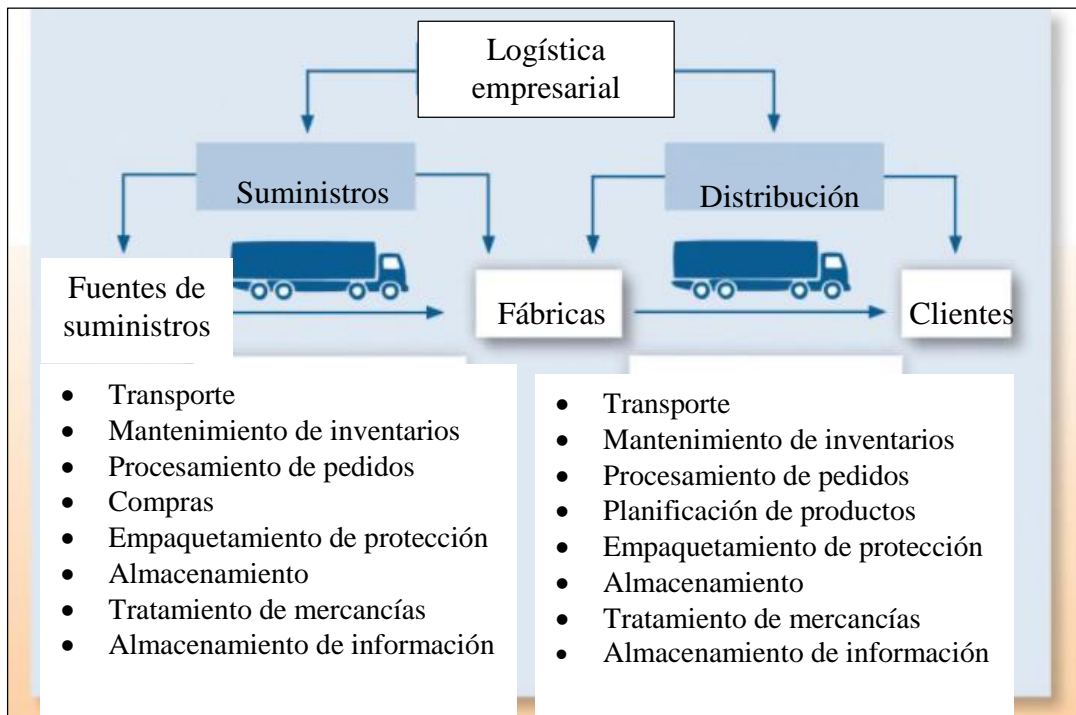 Logística
empresarial
Suministros
Distribución
Fuentes de
suministros
Fábricas
Clientes
• Transporte
• Mantenimiento de inventarios
• Procesamiento de pedidos
• Compras
• Empaquetamiento de protección
• Almacenamiento
• Tratamiento de mercancías
• Almacenamiento de información
• Transporte
• Mantenimiento de inventarios
• Procesamiento de pedidos
• Planificación de productos
• Empaquetamiento de protección
• Almacenamiento
• Tratamiento de mercancías
• Almacenamiento de información